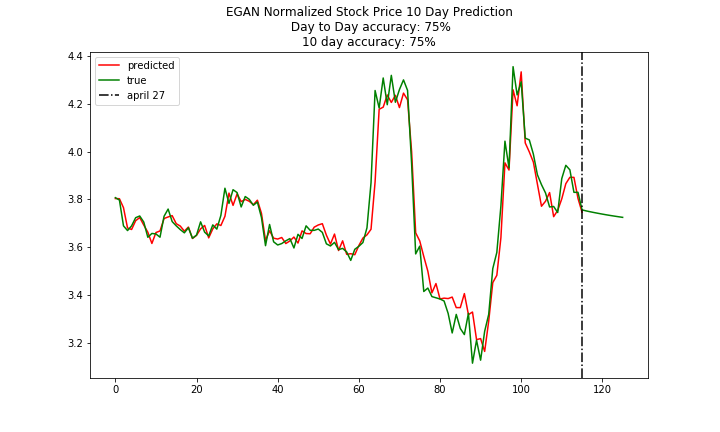 EGAN Normalized Stock Price 10 Day Prediction
Day to Day accuracy: 75%
10 day accuracy: 75%
predicted
true
april 27
4.4
4.2
4.0
3.8
3.6
3.4
3.2
0 20 40 60 80 100 120